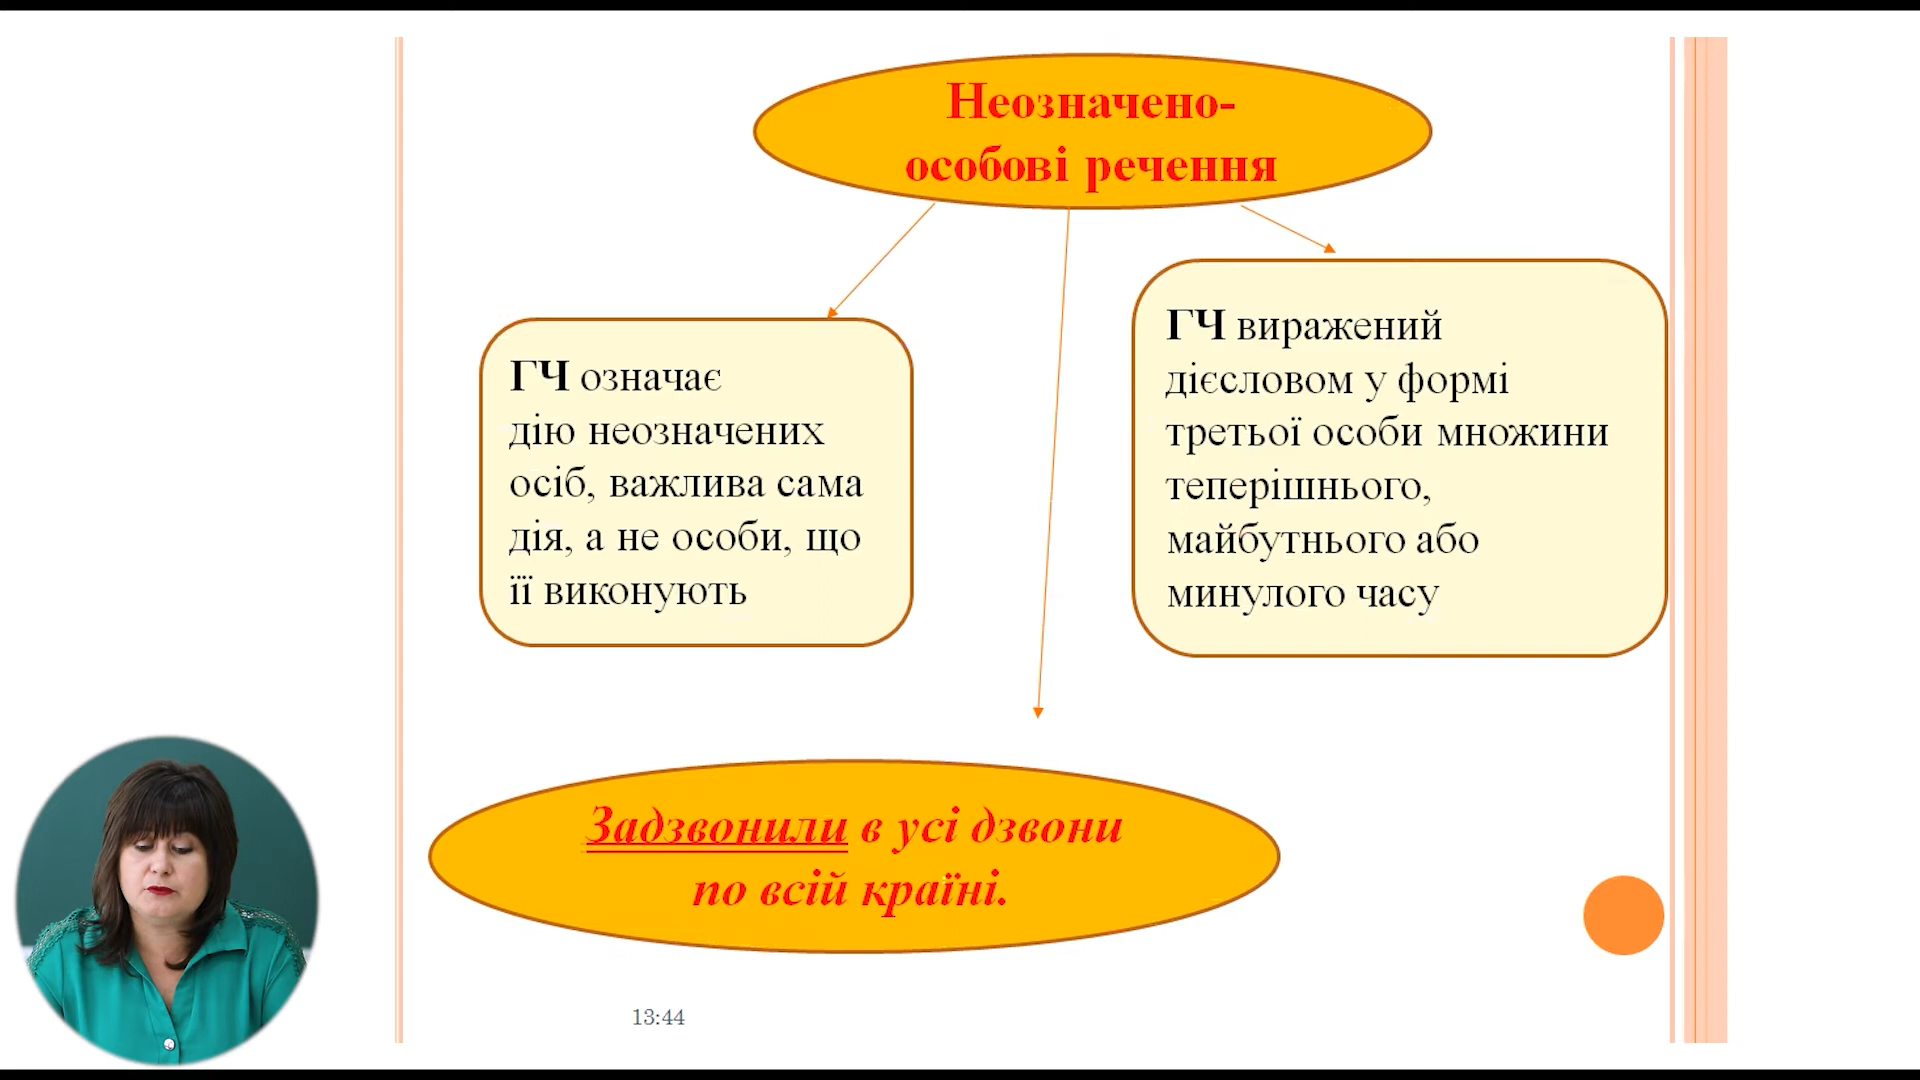 Неозначено-
особові речення
ГЧ означає
дію неозначених
осіб, важлива сама
дія, а не особи, що
її виконують
ГЧ виражений
дієсловом у формі
третьої особи множини
теперішнього,
майбутнього або
минулого часу
Задзвонили в усі дзвони
по всій країні.
13:44